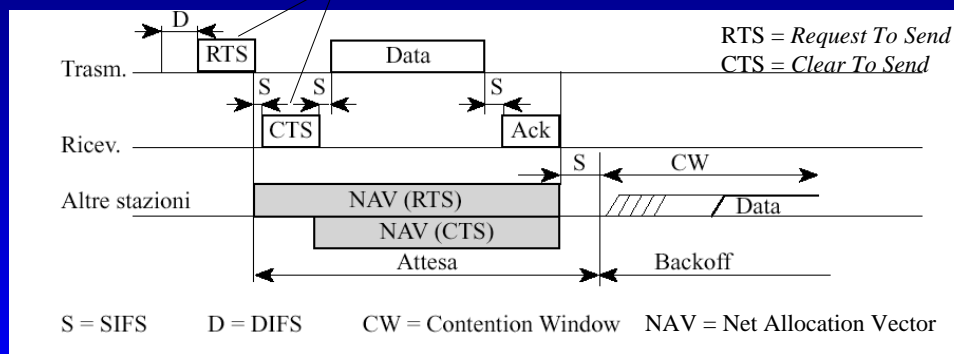 D
RTS = Request To Send
RTS
Data
CTS = Clear To Send
Trasm.
S
S
S
CTS
Ack
Ricev.
S
CW
Altre stazioni
NAV (RTS)
Data
NAV (CTS)
Attesa
Backoff
S = SIFS D = DIFS CW = Contention Window NAV = Net Allocation Vector